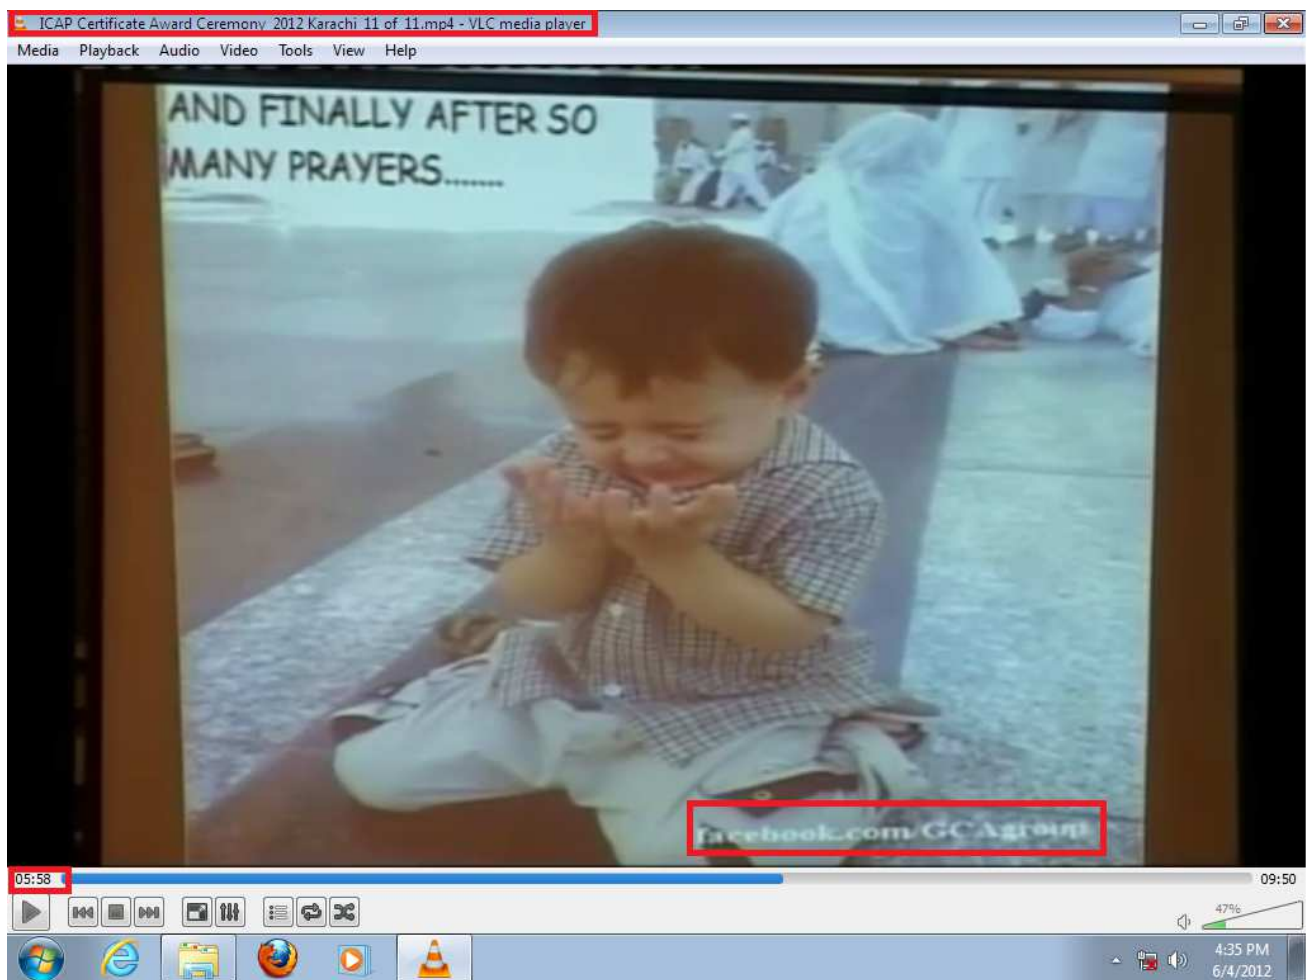 ICAP Certificate Award Ceremony 2012 Karachi 11 of 11.mp4 - VLC media player
Media Playback Audio Video Tools View Help
AND FINALLY AFTER SO
MANY PRAYERS.......
facebook.com/GCAgroup
05:58 09:50
47%
4:35 PM
6/4/2012